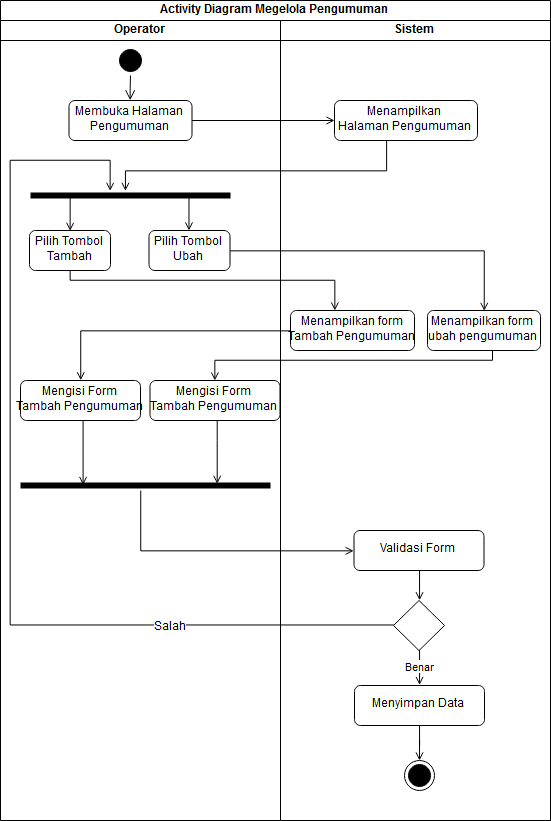 Activity Diagram Megelola Pengumuman
Operator
Sistem
Membuka Halaman
Pengumuman
Menampilkan
Halaman Pengumuman
Pilih Tombol
Tambah
Pilih Tombol
Ubah
Menampilkan form
Tambah Pengumuman
Menampilkan form
ubah pengumuman
Mengisi Form
Tambah Pengumuman
Mengisi Form
Tambah Pengumuman
Validasi Form
Salah
Benar
Menyimpan Data